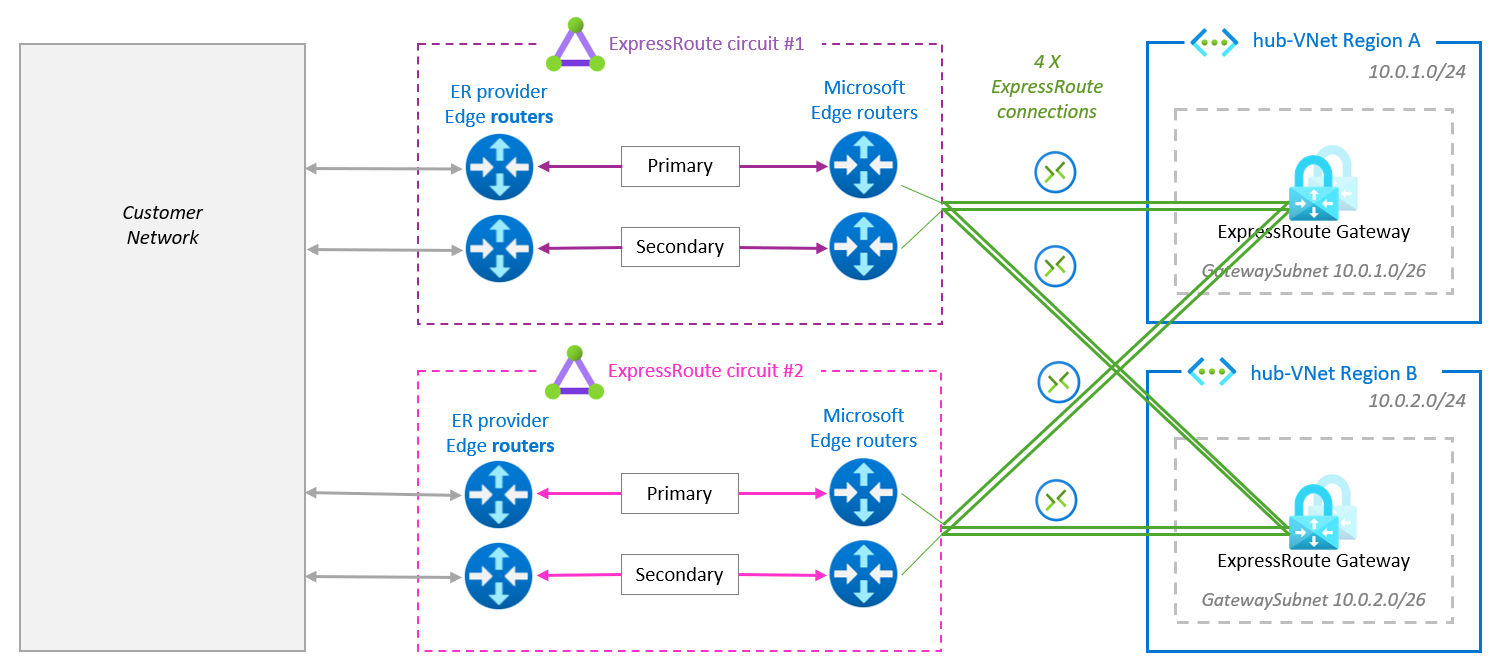 Customer
Network
ExpressRoute circuit #1
ER provider
Edge routers
Microsoft
Edge routers
Primary
Secondary
4 X
ExpressRoute
connections
hub-VNet Region A
10.0.1.0/24
ExpressRoute Gateway
GatewaySubnet 10.0.1.0/26
ExpressRoute circuit #2
ER provider
Edge routers
Microsoft
Edge routers
Primary
Secondary
hub-VNet Region B
10.0.2.0/24
ExpressRoute Gateway
GatewaySubnet 10.0.2.0/26